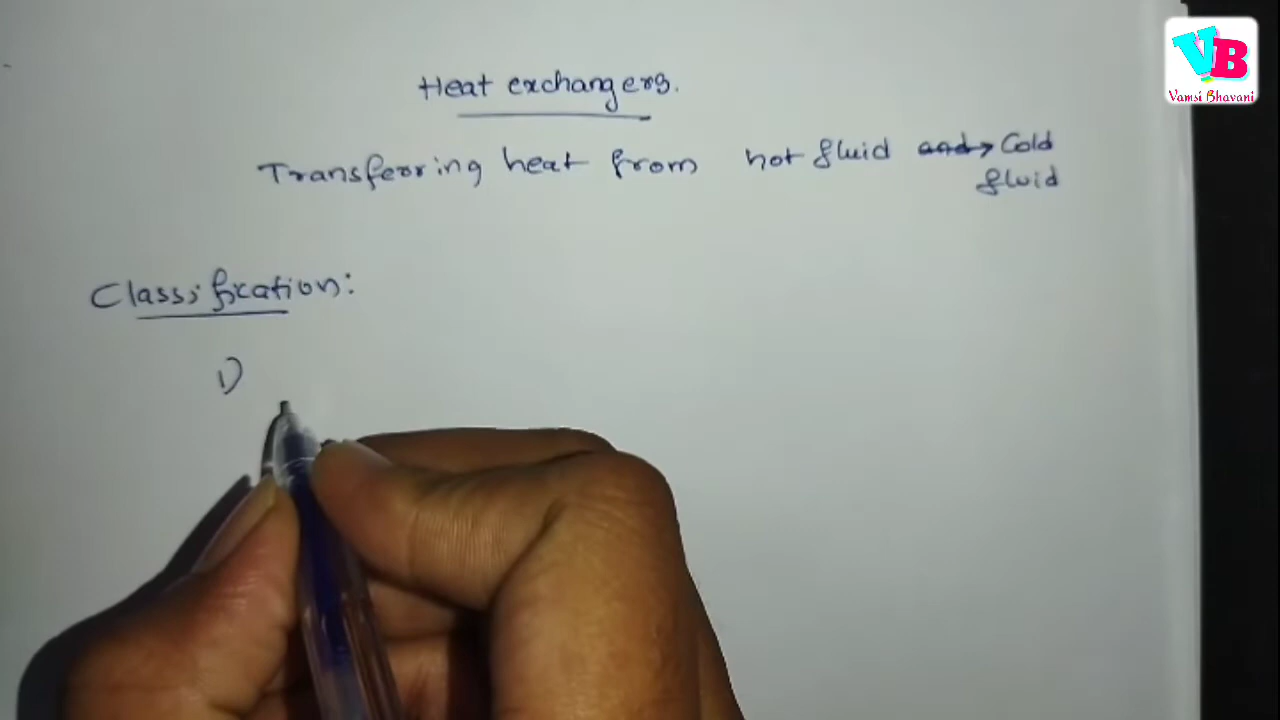 Heat exchangers.
Transferring heat from hot fluid and → Cold
fluid
Classification:
1)
VB
Vamsi Bhavani